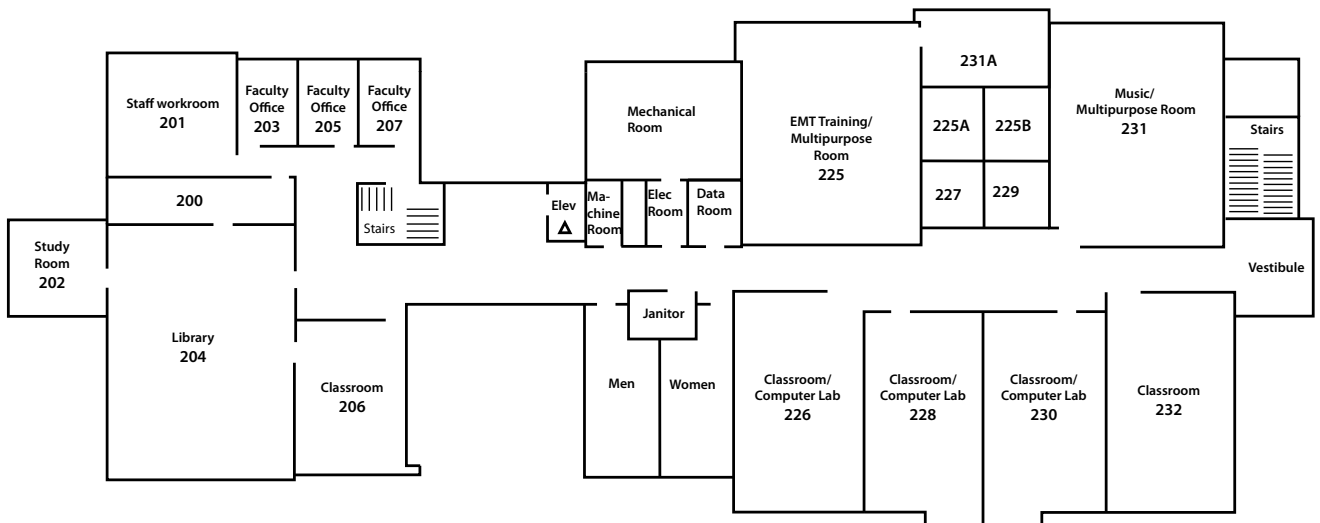 Staff workroom
201
Faculty
Office
203
Faculty
Office
205
Faculty
Office
207
Mechanical
Room
EMT Training/
Multipurpose
Room
225
231A
225A
225B
227
229
Music/
Multipurpose Room
231
Stairs
200
Stairs
Elev
Ma-
chine
Room
Elec
Room
Data
Room
Study
Room
202
Vestibule
Library
204
Classroom
206
Janitor
Men
Women
Classroom/
Computer Lab
226
Classroom/
Computer Lab
228
Classroom/
Computer Lab
230
Classroom
232